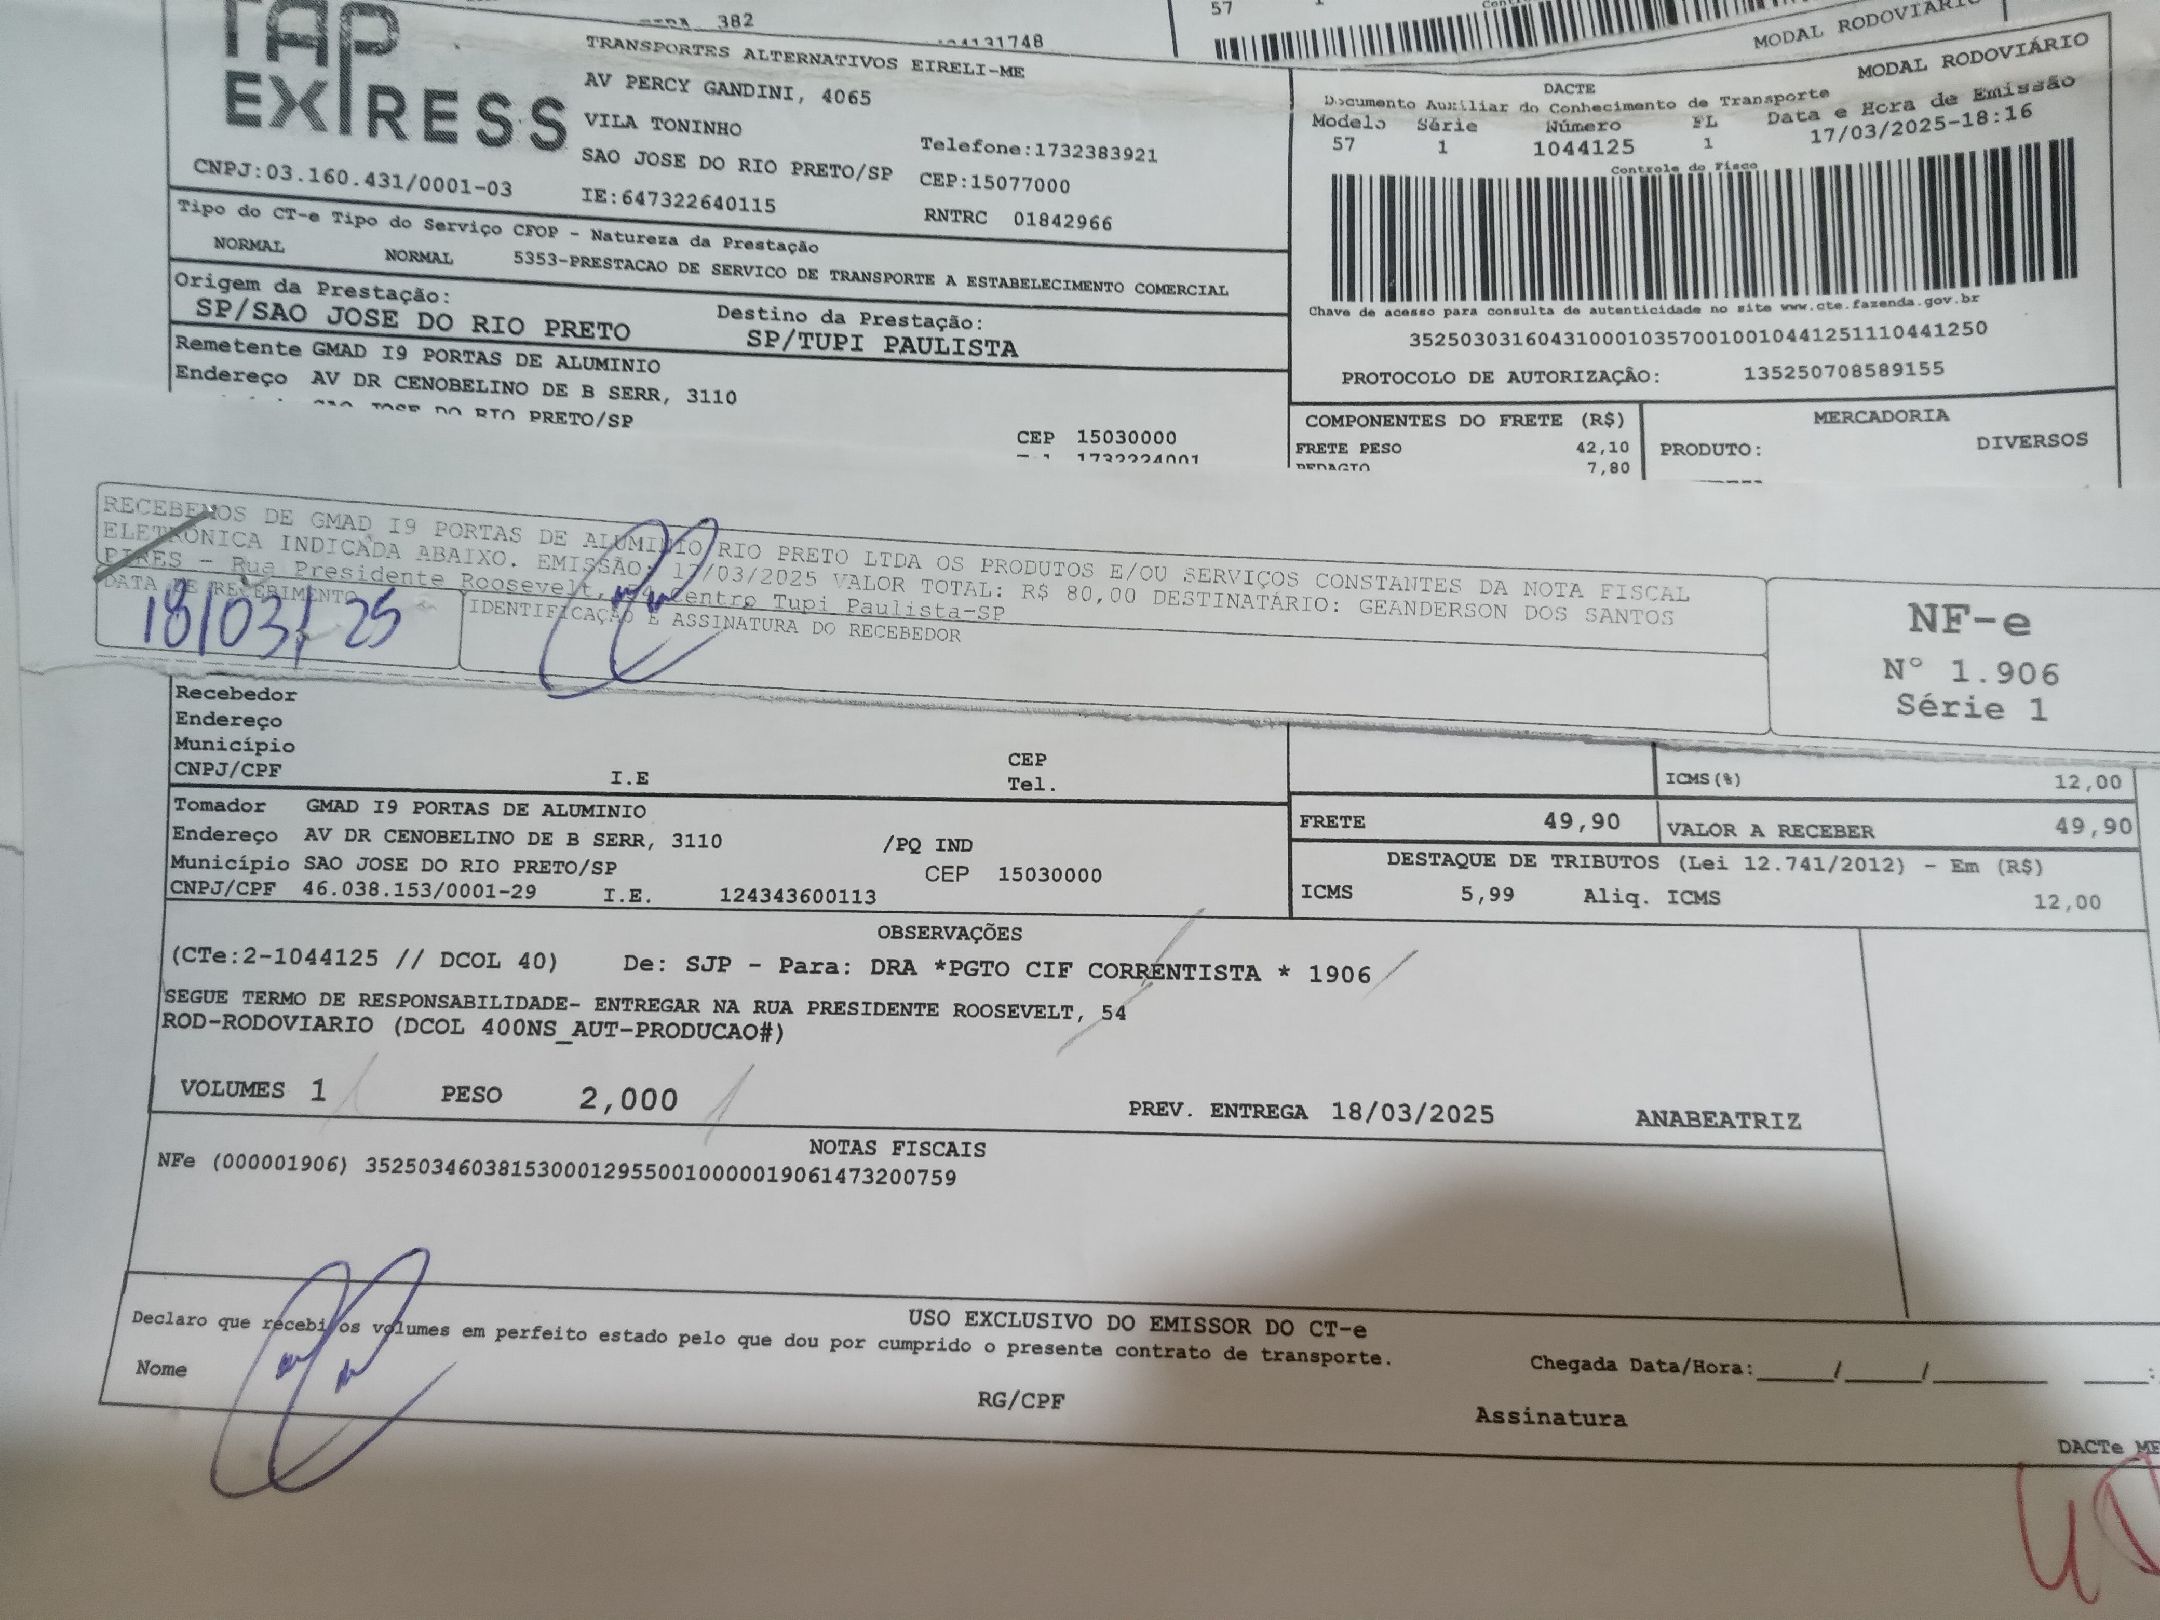 382
57
MODAL RODOVIÁRIO
TAP
EXPRESS
CNPJ:03.160.431/0001-03
TRANSPORTES ALTERNATIVOS EIRELI-ME
AV PERCY GANDINI, 4065
VILA TONINHO
SAO JOSE DO RIO PRETO/SP
IE:647322640115
Telefone:1732383921
CEP:15077000
RNTRC 01842966
DACTE
MODAL RODOVIÁRIO
Documento Auxiliar do Conhecimento de Transporte
Modelo Série Número FL Data e Hora de Emissão
57 1 1044125 1 17/03/2025-18:16
Controle do Fisco
Chave de acesso para consulta de autenticidade no site www.cte.fazenda.gov.br
35250303160431000103570010010441251110441250
PROTOCOLO DE AUTORIZAÇÃO: 135250708589155
Tipo do CT-e Tipo do Serviço CFOP - Natureza da Prestação
NORMAL NORMAL 5353-PRESTACAO DE SERVICO DE TRANSPORTE A ESTABELECIMENTO COMERCIAL
Origem da Prestação: Destino da Prestação:
SP/SAO JOSE DO RIO PRETO SP/TUPI PAULISTA
Remetente GMAD I9 PORTAS DE ALUMINIO
Endereço AV DR CENOBELINO DE B SERR, 3110
SAO JOSE DO RIO PRETO/SP
CEP 15030000
1732224001
COMPONENTES DO FRETE (R$) MERCADORIA
FRETE PESO 42,10 PRODUTO: DIVERSOS
PEDAGIO 7,80
RECEBEMOS DE GMAD I9 PORTAS DE ALUMINIO RIO PRETO LTDA OS PRODUTOS E/OU SERVIÇOS CONSTANTES DA NOTA FISCAL
ELETRÔNICA INDICADA ABAIXO. EMISSÃO: 17/03/2025 VALOR TOTAL: R$ 80,00 DESTINATÁRIO: GEANDERSON DOS SANTOS
PIRES - Rua Presidente Roosevelt, 54 Centro Tupi Paulista-SP
DATA DE RECEBIMENTO IDENTIFICAÇÃO E ASSINATURA DO RECEBEDOR
18/03/25
NF-e
Nº 1.906
Série 1
Recebedor
Endereço
Município CEP
CNPJ/CPF I.E Tel.
ICMS(%) 12,00
Tomador GMAD I9 PORTAS DE ALUMINIO
Endereço AV DR CENOBELINO DE B SERR, 3110 /PQ IND
Município SAO JOSE DO RIO PRETO/SP CEP 15030000
CNPJ/CPF 46.038.153/0001-29 I.E. 124343600113
FRETE 49,90 VALOR A RECEBER 49,90
DESTAQUE DE TRIBUTOS (Lei 12.741/2012) - Em (R$)
ICMS 5,99 Aliq. ICMS 12,00
OBSERVAÇÕES
(CTe:2-1044125 // DCOL 40) De: SJP - Para: DRA *PGTO CIF CORRENTISTA * 1906
SEGUE TERMO DE RESPONSABILIDADE- ENTREGAR NA RUA PRESIDENTE ROOSEVELT, 54
ROD-RODOVIARIO (DCOL 400NS_AUT-PRODUCAO#)
VOLUMES 1 PESO 2,000 PREV. ENTREGA 18/03/2025 ANABEATRIZ
NOTAS FISCAIS
NFe (000001906) 35250346038153000129550010000019061473200759
USO EXCLUSIVO DO EMISSOR DO CT-e
Declaro que recebi os volumes em perfeito estado pelo que dou por cumprido o presente contrato de transporte.
Nome RG/CPF Chegada Data/Hora:_____/_____/________ ____:
Assinatura
DACTe